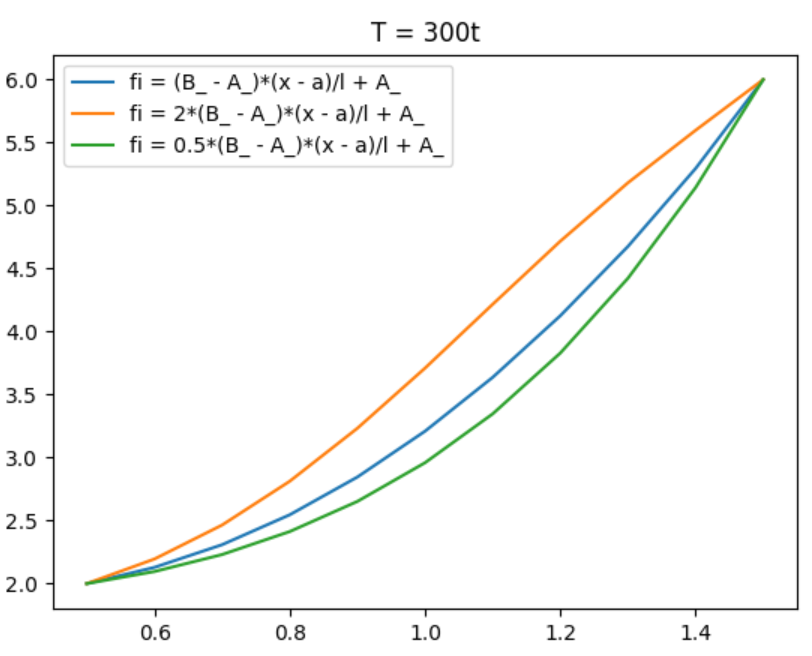 T = 300t
6.0
5.5
5.0
4.5
4.0
3.5
3.0
2.5
2.0
fi = (B_ - A_)*(x - a)/l + A_
fi = 2*(B_ - A_)*(x - a)/l + A_
fi = 0.5*(B_ - A_)*(x - a)/l + A_
0.6 0.8 1.0 1.2 1.4